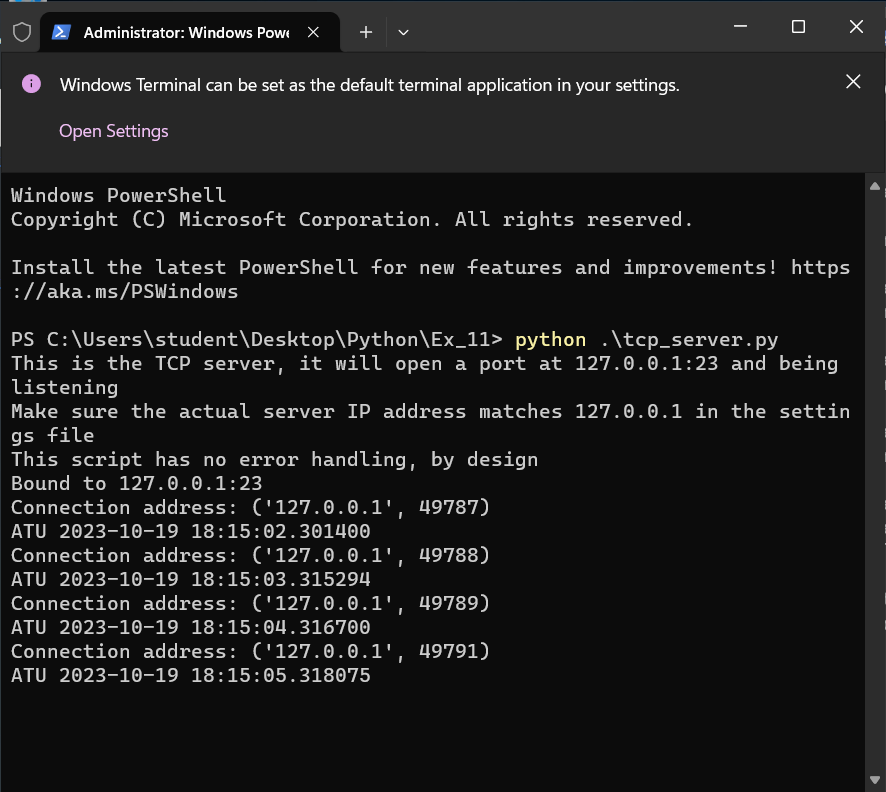 Administrator: Windows Powe
Windows Terminal can be set as the default terminal application in your settings.
Open Settings
Windows PowerShell
Copyright (C) Microsoft Corporation. All rights reserved.
Install the latest PowerShell for new features and improvements! https
://aka.ms/PSWindows
PS C:\Users\student\Desktop\Python\Ex_11> python .\tcp_server.py
This is the TCP server, it will open a port at 127.0.0.1:23 and being
listening
Make sure the actual server IP address matches 127.0.0.1 in the settin
gs file
This script has no error handling, by design
Bound to 127.0.0.1:23
Connection address: ('127.0.0.1', 49787)
ATU 2023-10-19 18:15:02.301400
Connection address: ('127.0.0.1', 49788)
ATU 2023-10-19 18:15:03.315294
Connection address: ('127.0.0.1', 49789)
ATU 2023-10-19 18:15:04.316700
Connection address: ('127.0.0.1', 49791)
ATU 2023-10-19 18:15:05.318075